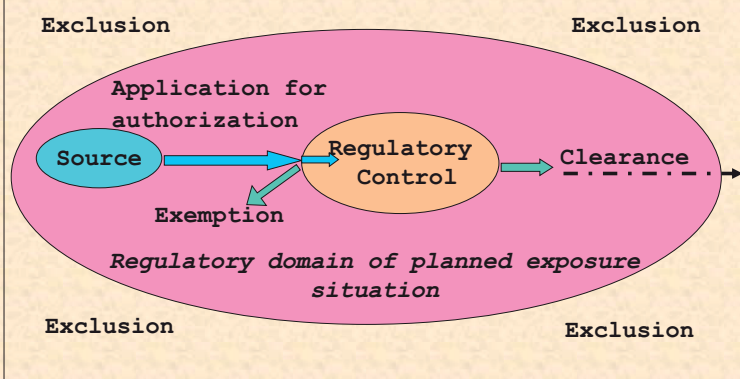 Exclusion
Exclusion
Application for
authorization
Source
Regulatory
Control
Clearance
Exemption
Regulatory domain of planned exposure
situation
Exclusion
Exclusion